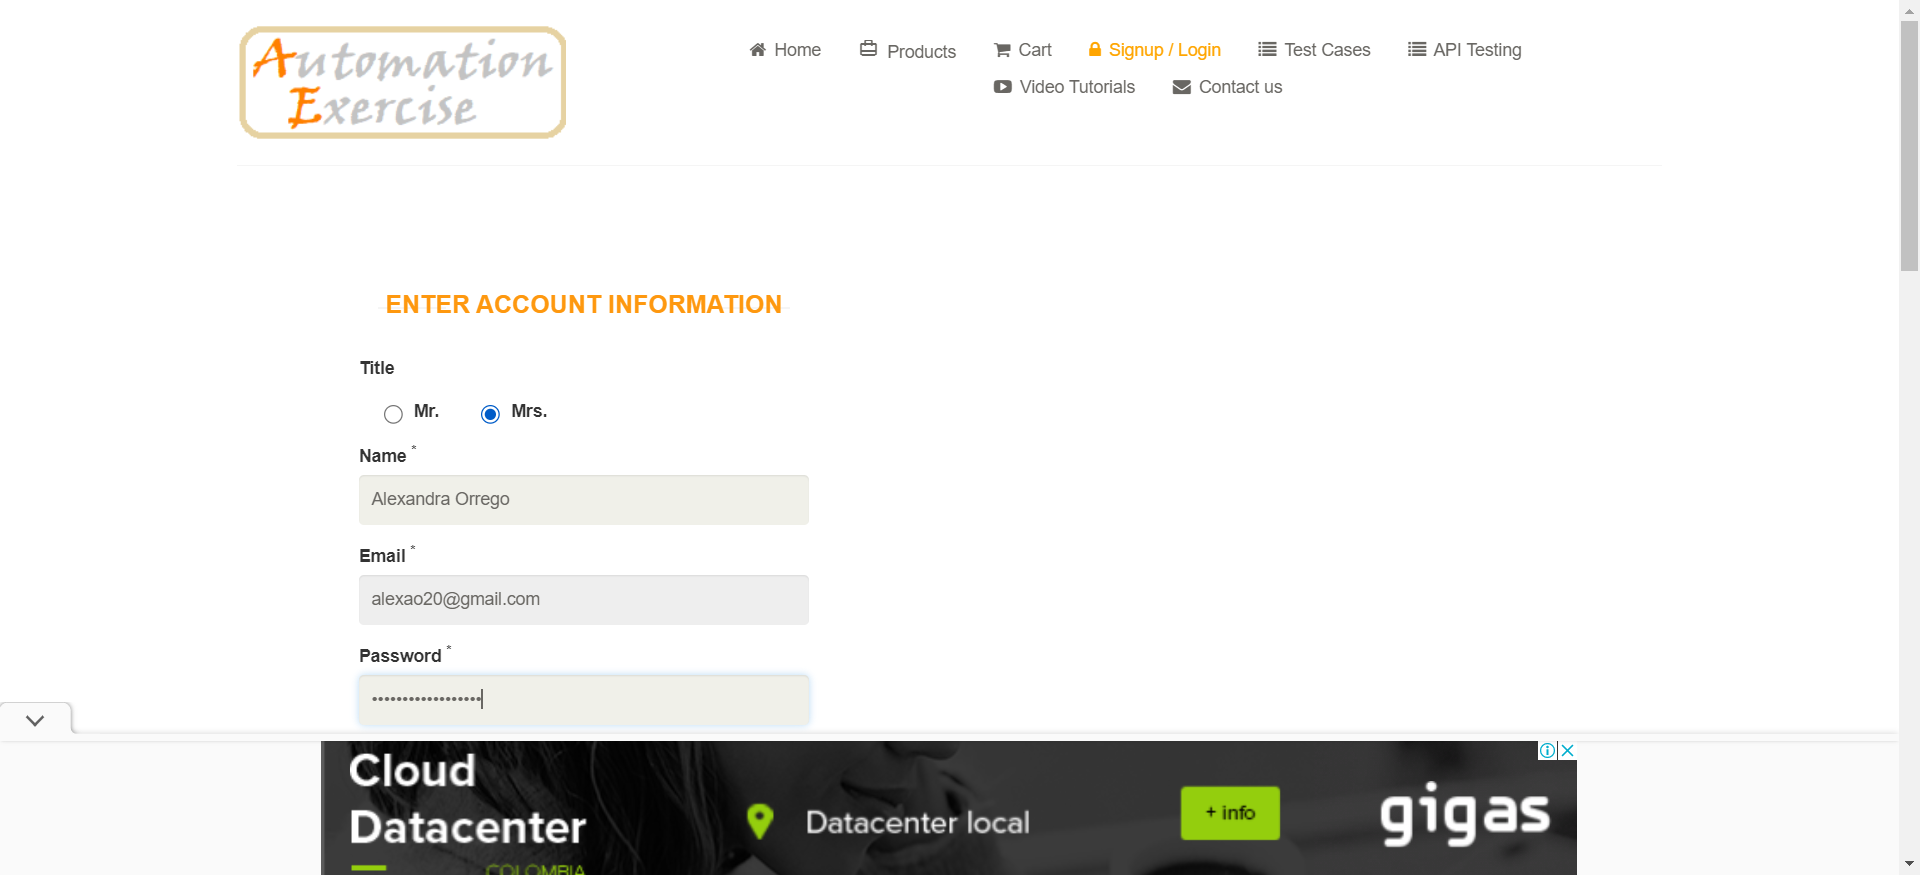 Automation
Exercise
Home
Products
Cart
Signup / Login
Test Cases
API Testing
Video Tutorials
Contact us
ENTER ACCOUNT INFORMATION
Title
Mr.
Mrs.
Name *
Alexandra Orrego
Email *
alexao20@gmail.com
Password *
••••••••••••••••••
Cloud
Datacenter
COLOMBIA
Datacenter local
+ info
gigas